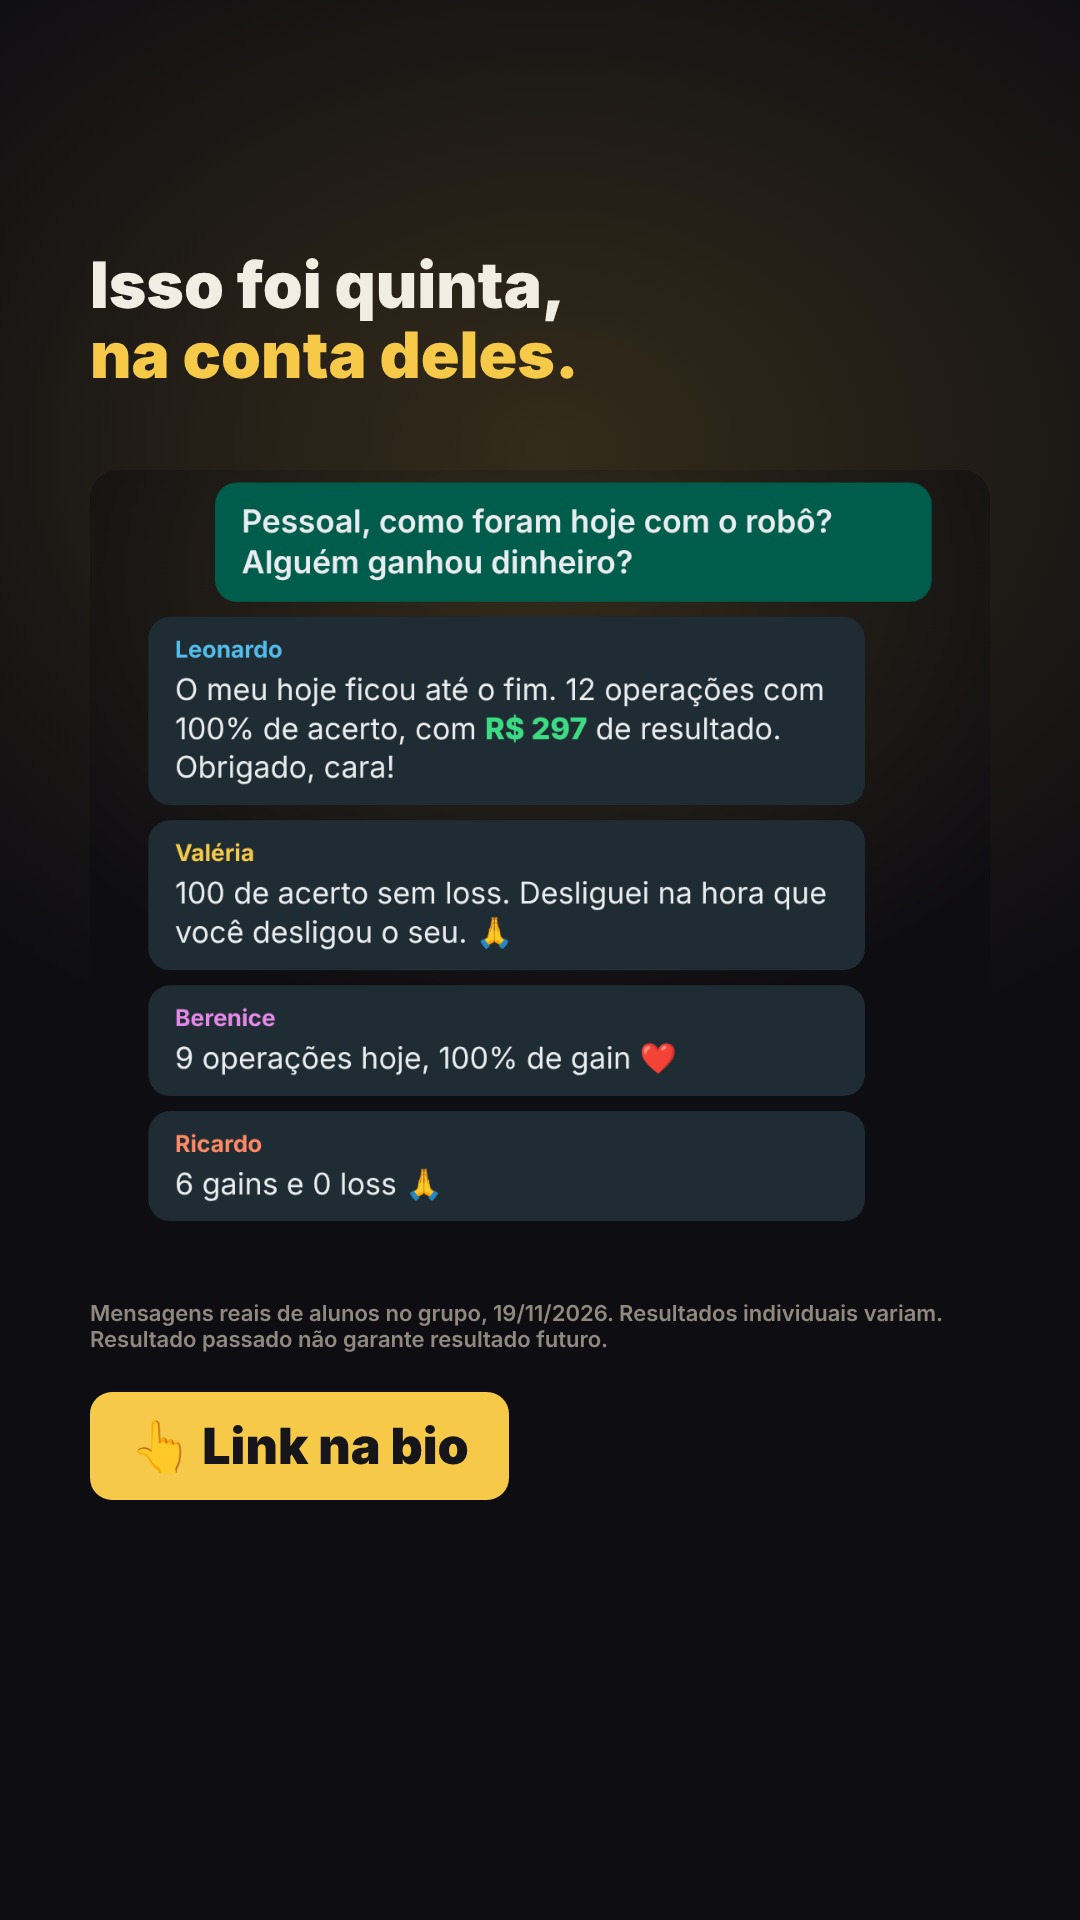 Isso foi quinta,
na conta deles.
Pessoal, como foram hoje com o robô?
Alguém ganhou dinheiro?
Leonardo
O meu hoje ficou até o fim. 12 operações com
100% de acerto, com R$ 297 de resultado.
Obrigado, cara!
Valéria
100 de acerto sem loss. Desliguei na hora que
você desligou o seu. 🙏
Berenice
9 operações hoje, 100% de gain ❤️
Ricardo
6 gains e 0 loss 🙏
Mensagens reais de alunos no grupo, 19/11/2026. Resultados individuais variam.
Resultado passado não garante resultado futuro.
👆 Link na bio